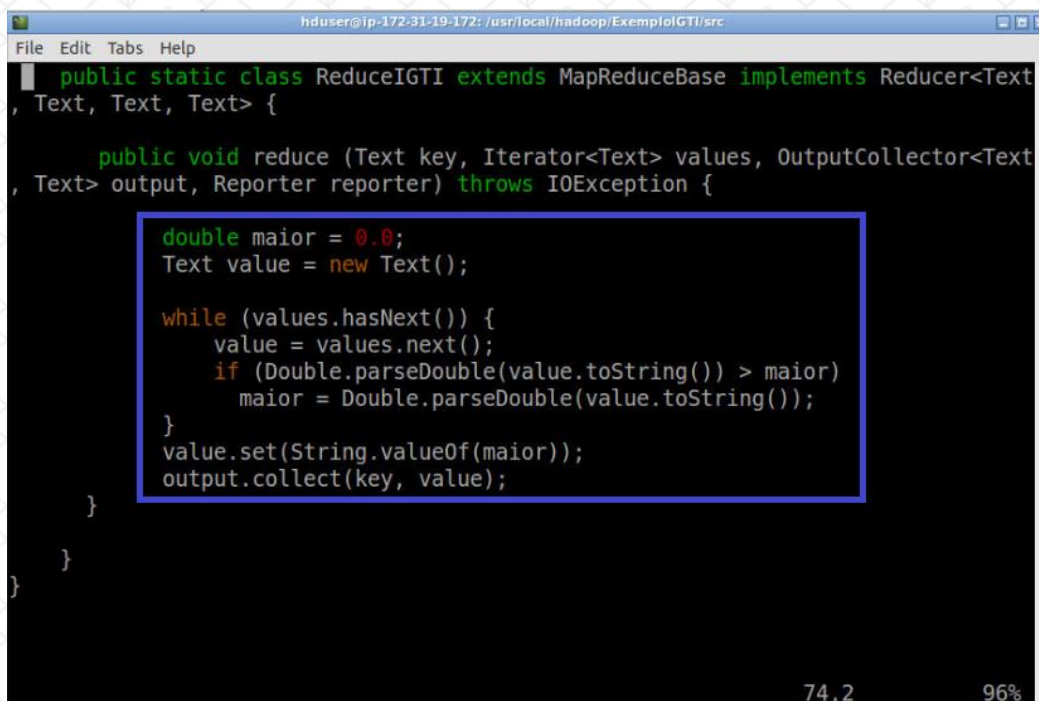 hduser@ip-172-31-19-172: /usr/local/hadoop/ExemploIGTI/src
File Edit Tabs Help
public static class ReduceIGTI extends MapReduceBase implements Reducer<Text
, Text, Text, Text> {
public void reduce (Text key, Iterator<Text> values, OutputCollector<Text
, Text> output, Reporter reporter) throws IOException {
double maior = 0.0;
Text value = new Text();
while (values.hasNext()) {
value = values.next();
if (Double.parseDouble(value.toString()) > maior)
maior = Double.parseDouble(value.toString());
}
value.set(String.valueOf(maior));
output.collect(key, value);
}
}
}
74,2 96%